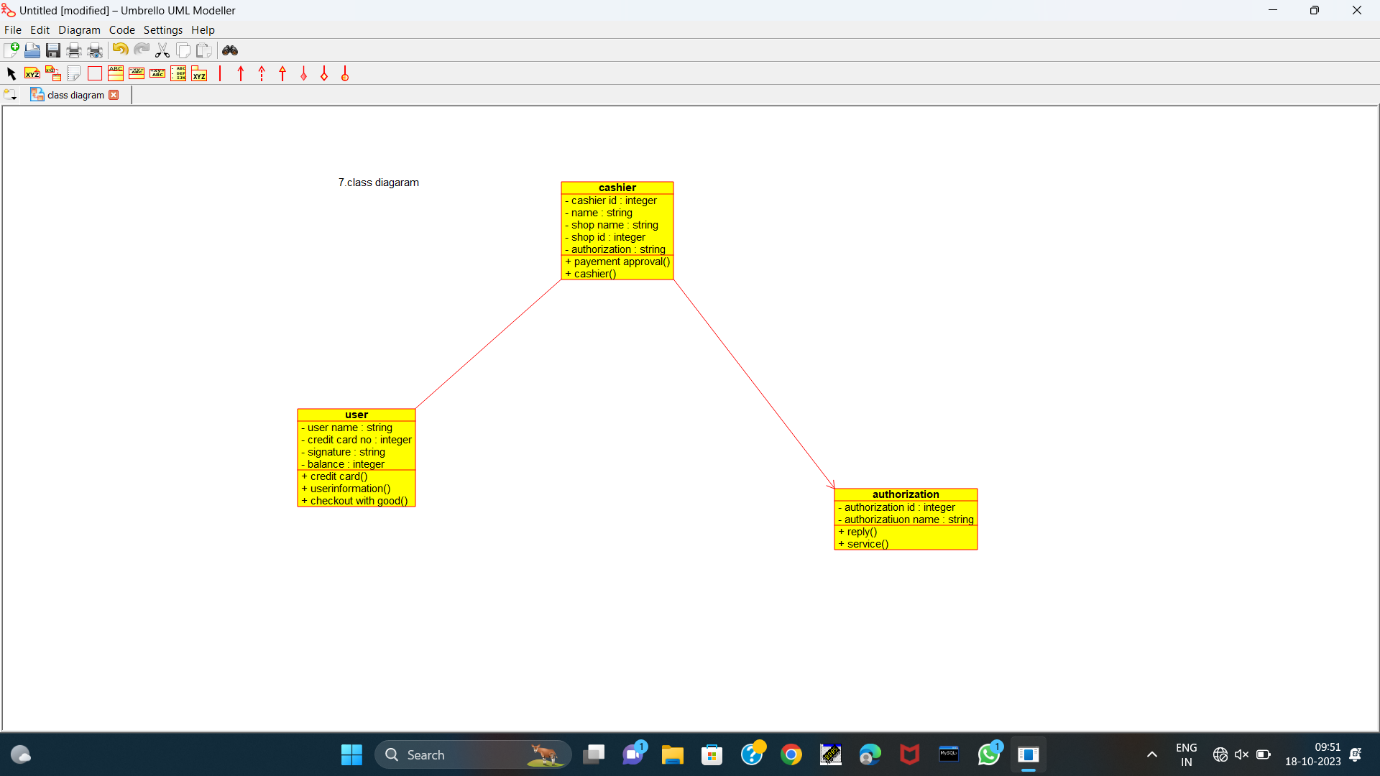 Untitled [modified] – Umbrello UML Modeller
File Edit Diagram Code Settings Help
class diagram
7.class diagaram
cashier
- cashier id : integer
- name : string
- shop name : string
- shop id : integer
- authorization : string
+ payement approval()
+ cashier()
user
- user name : string
- credit card no : integer
- signature : string
- balance : integer
+ credit card()
+ userinformation()
+ checkout with good()
authorization
- authorization id : integer
- authorizatiuon name : string
+ reply()
+ service()
Search
1
1
ENG
IN
09:51
18-10-2023